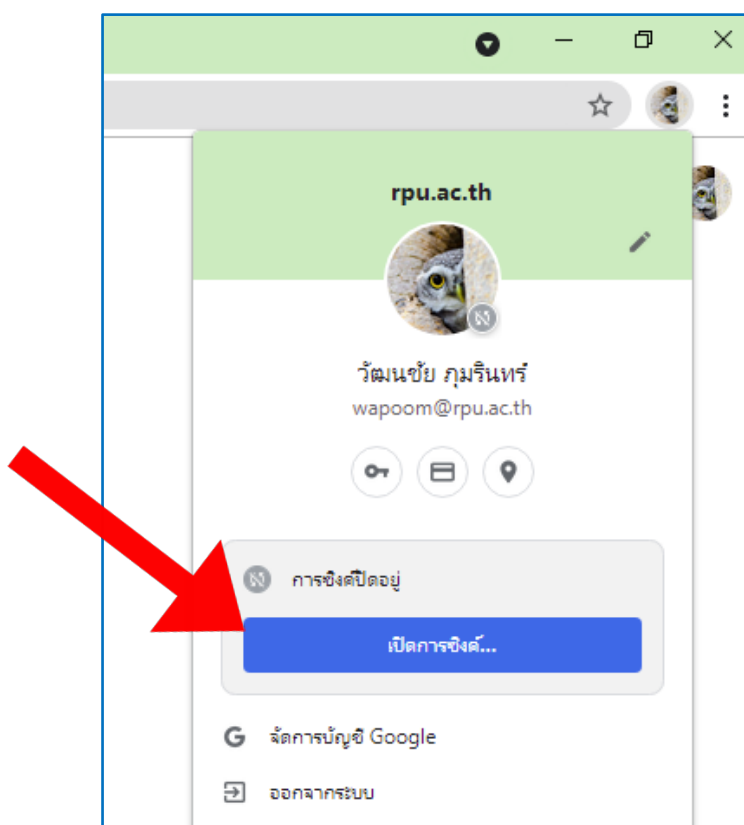 rpu.ac.th
วัฒนชัย ภุมรินทร์
wapoom@rpu.ac.th
การซิงค์ปิดอยู่
เปิดการซิงค์...
จัดการบัญชี Google
ออกจากระบบ